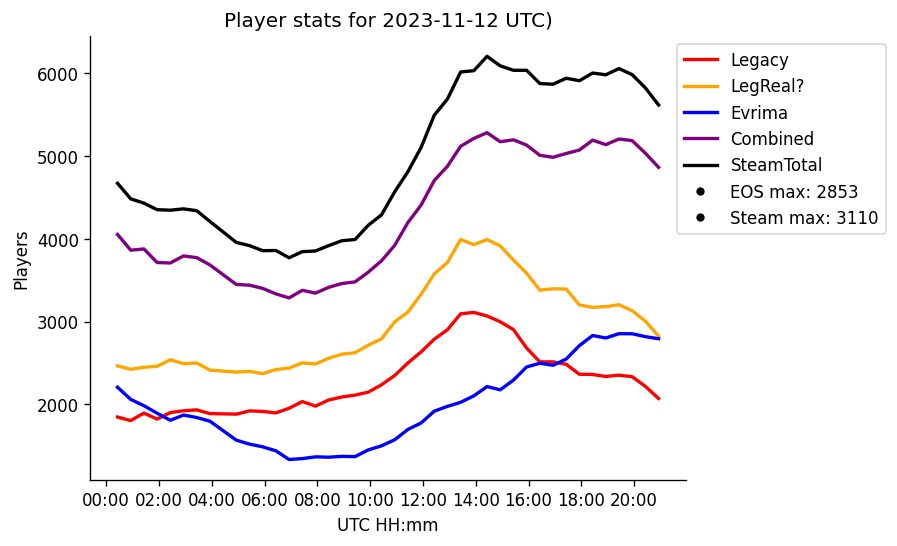 Player stats for 2023-11-12 UTC)
Players
6000
5000
4000
3000
2000
00:00 02:00 04:00 06:00 08:00 10:00 12:00 14:00 16:00 18:00 20:00
UTC HH:mm
Legacy
LegReal?
Evrima
Combined
SteamTotal
EOS max: 2853
Steam max: 3110